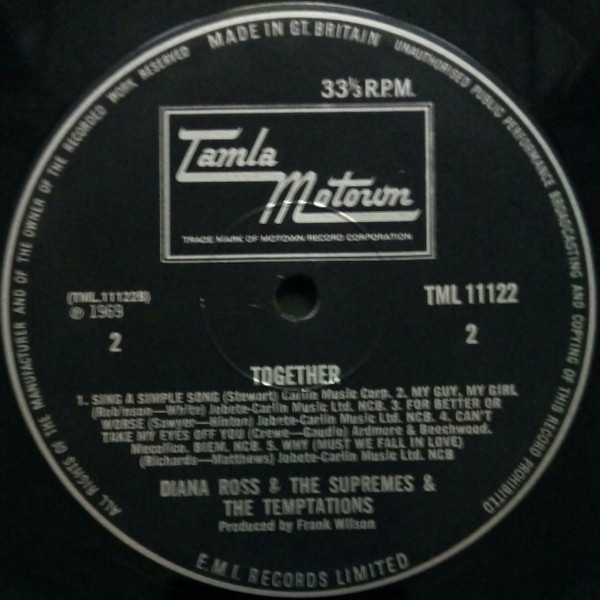 MADE IN GT. BRITAIN
UNAUTHORISED PUBLIC PERFORMANCE BROADCASTING AND COPYING OF THIS RECORD PROHIBITED
ALL RIGHTS OF THE MANUFACTURER AND OF THE OWNER OF THE RECORDED WORK RESERVED
33⅓ R.P.M.
Tamla
Motown
TRADE MARK OF MOTOWN RECORD CORPORATION
(TML.11122B)
℗ 1969
2
TML 11122
2
TOGETHER
1. SING A SIMPLE SONG (Stewart) Carlin Music Corp. 2. MY GUY, MY GIRL
(Robinson—White) Jobete-Carlin Music Ltd. NCB. 3. FOR BETTER OR
WORSE (Sawyer—Hinton) Jobete-Carlin Music Ltd. NCB. 4. CAN'T
TAKE MY EYES OFF YOU (Crewe—Gaudio) Ardmore & Beechwood.
Mecolico. BIEM. NCB. 5. WHY (MUST WE FALL IN LOVE)
(Richards—Matthews) Jobete-Carlin Music Ltd. NCB
DIANA ROSS & THE SUPREMES &
THE TEMPTATIONS
Produced by Frank Wilson
E.M.I. RECORDS LIMITED